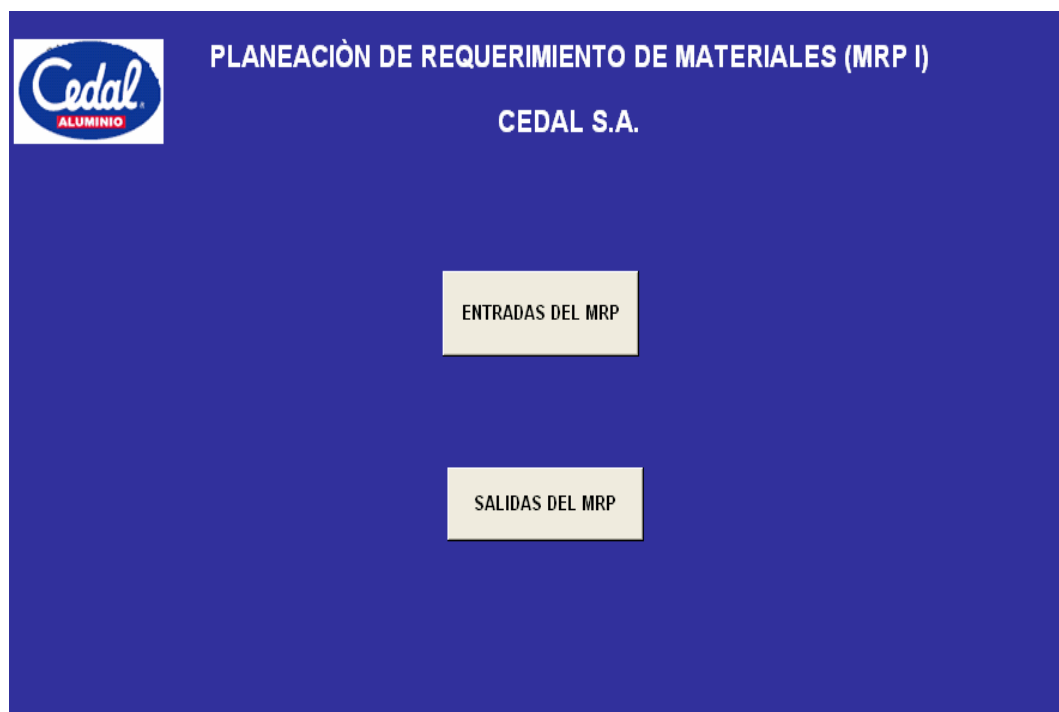 Cedal
ALUMINIO
PLANEACIÒN DE REQUERIMIENTO DE MATERIALES (MRP I)
CEDAL S.A.
ENTRADAS DEL MRP
SALIDAS DEL MRP